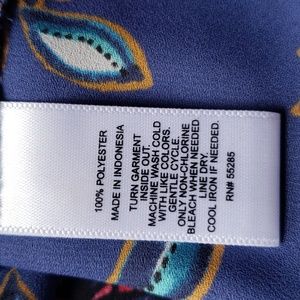 100% POLYESTER
MADE IN INDONESIA
TURN GARMENT
INSIDE OUT.
MACHINE WASH COLD
WITH LIKE COLORS.
GENTLE CYCLE.
ONLY NON-CHLORINE
BLEACH WHEN NEEDED
LINE DRY.
COOL IRON IF NEEDED.
RN# 55285